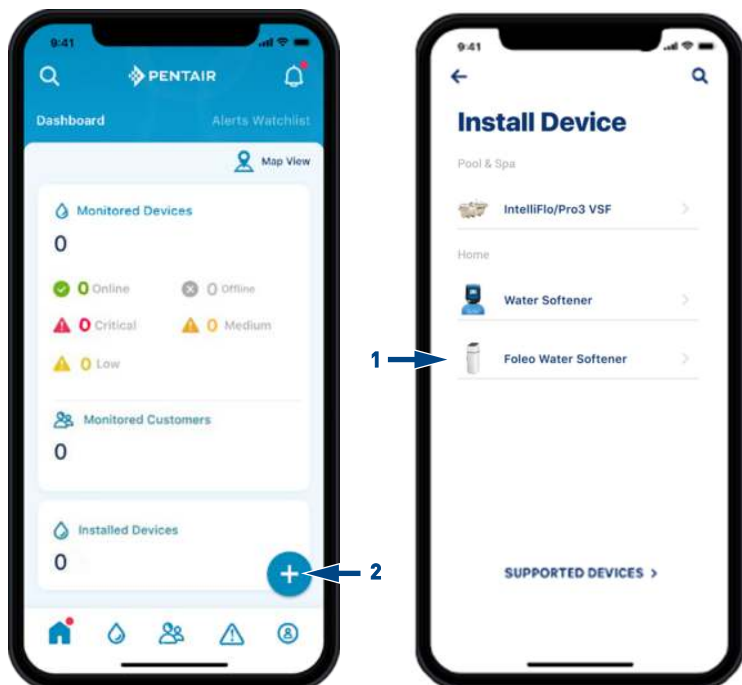 9:41
PENTAIR
Dashboard
Alerts Watchlist
Map View
Monitored Devices
0
0 Online
0 Offline
0 Critical
0 Medium
0 Low
Monitored Customers
0
Installed Devices
0
2
9:41
Install Device
Pool & Spa
IntelliFlo/Pro3 VSF
Home
Water Softener
1
Foleo Water Softener
SUPPORTED DEVICES >